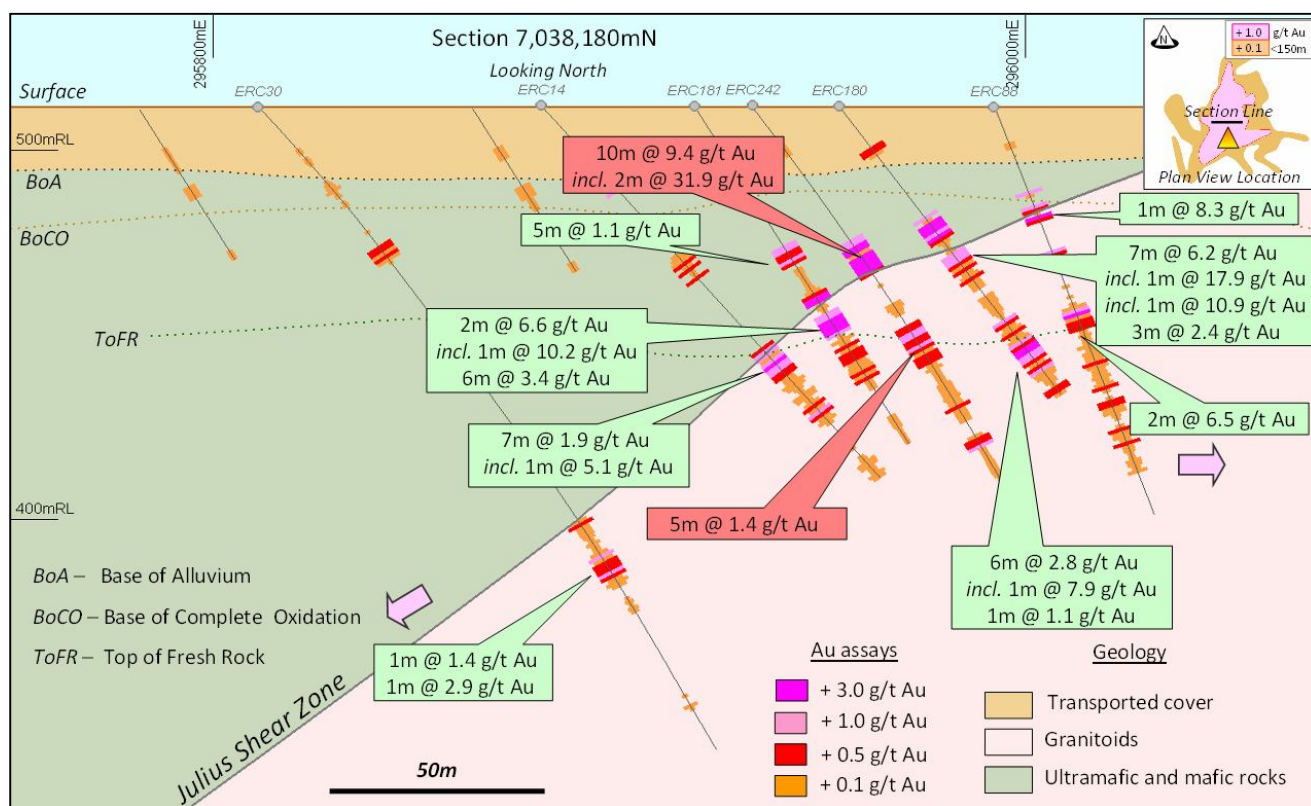 Section 7,038,180mN
Looking North
295800mE
296000mE
Surface
ERC30
ERC14
ERC181
ERC242
ERC180
ERC88
+ 1.0 g/t Au
+ 0.1 <150m
N
Section Line
Plan View Location
500mRL
BoA
BoCO
ToFR
400mRL
10m @ 9.4 g/t Au
incl. 2m @ 31.9 g/t Au
5m @ 1.1 g/t Au
1m @ 8.3 g/t Au
7m @ 6.2 g/t Au
incl. 1m @ 17.9 g/t Au
incl. 1m @ 10.9 g/t Au
3m @ 2.4 g/t Au
2m @ 6.6 g/t Au
incl. 1m @ 10.2 g/t Au
6m @ 3.4 g/t Au
2m @ 6.5 g/t Au
7m @ 1.9 g/t Au
incl. 1m @ 5.1 g/t Au
5m @ 1.4 g/t Au
6m @ 2.8 g/t Au
incl. 1m @ 7.9 g/t Au
1m @ 1.1 g/t Au
1m @ 1.4 g/t Au
1m @ 2.9 g/t Au
BoA – Base of Alluvium
BoCO – Base of Complete Oxidation
ToFR – Top of Fresh Rock
Julius Shear Zone
50m
Au assays
+ 3.0 g/t Au
+ 1.0 g/t Au
+ 0.5 g/t Au
+ 0.1 g/t Au
Geology
Transported cover
Granitoids
Ultramafic and mafic rocks